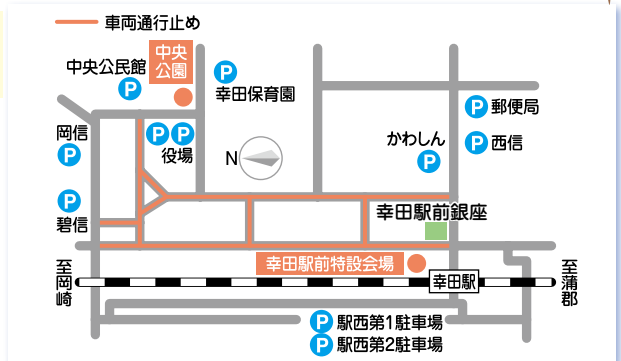 車両通行止め
中央
公園
中央公民館
P
P
幸田保育園
P
郵便局
岡信
P
P P
役場
N
かわしん
P
P
西信
碧信
P
幸田駅前銀座
幸田駅前特設会場
至岡崎
幸田駅
至蒲郡
P 駅西第1駐車場
P 駅西第2駐車場